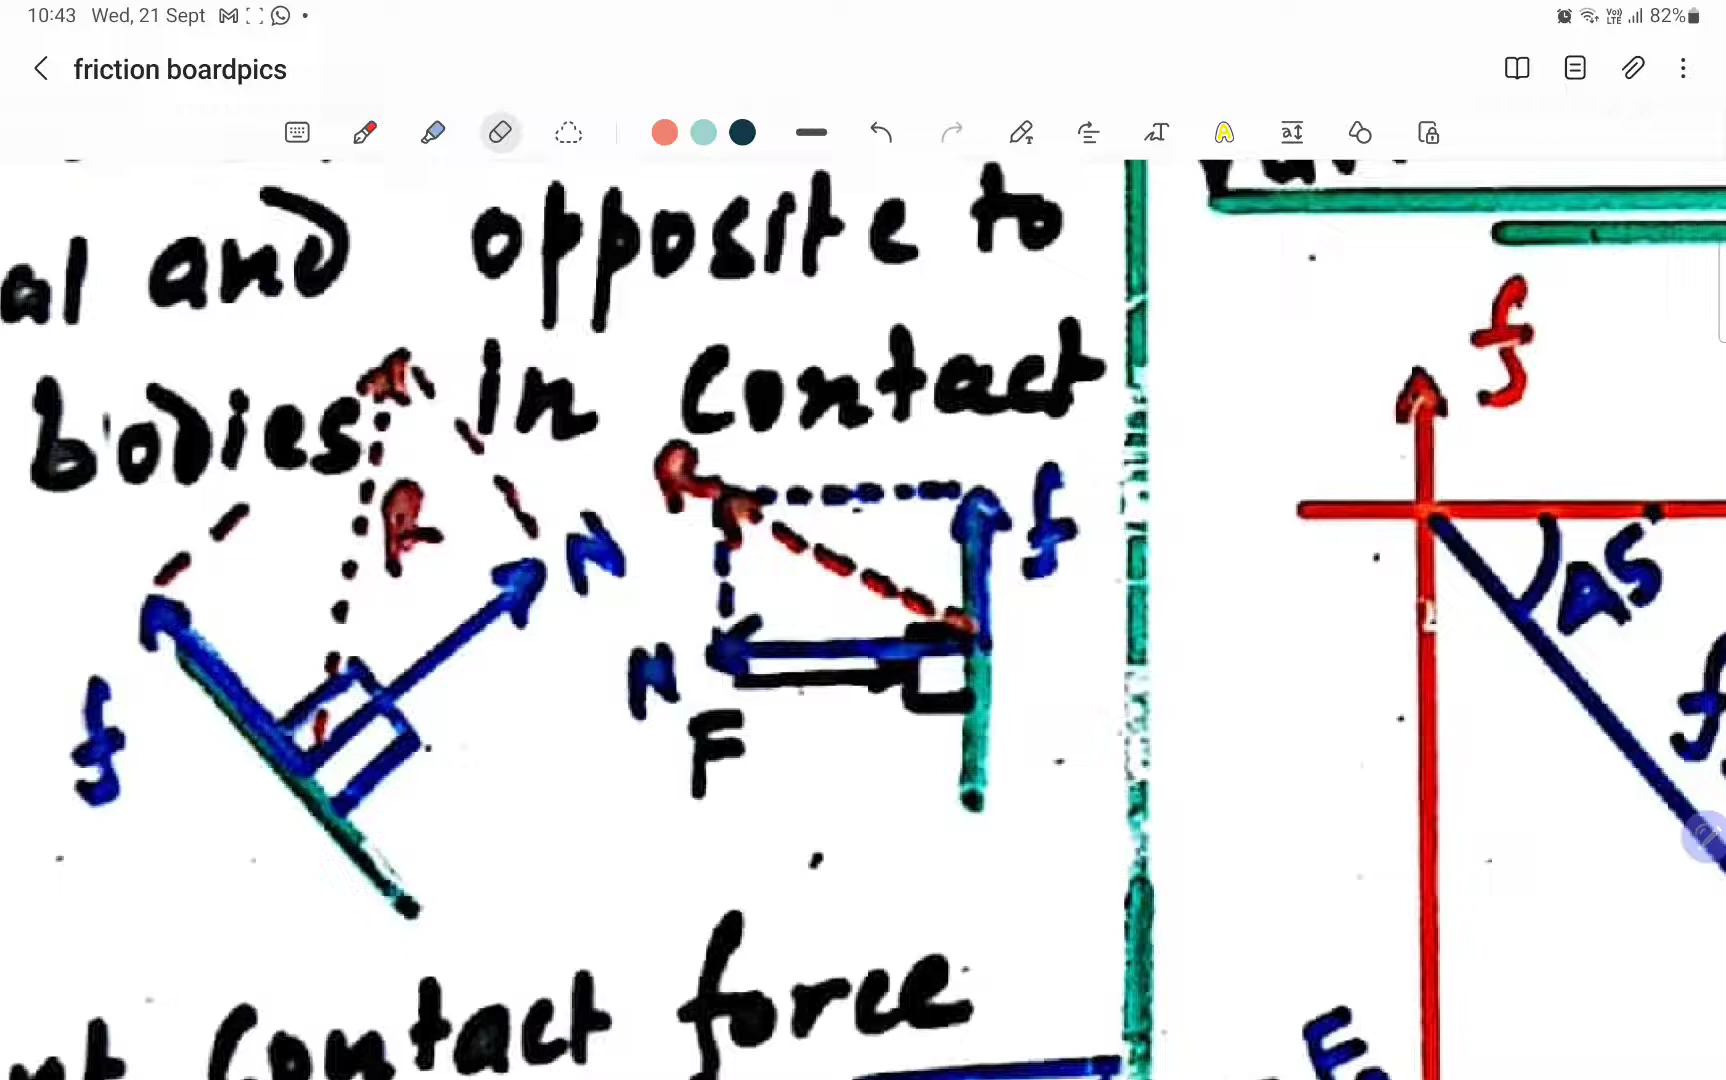 10:43 Wed, 21 Sept
82%
friction boardpics
al and opposite to
bodies in Contact
f
R
N
f
N
f
N
F
AS
Contact force
F